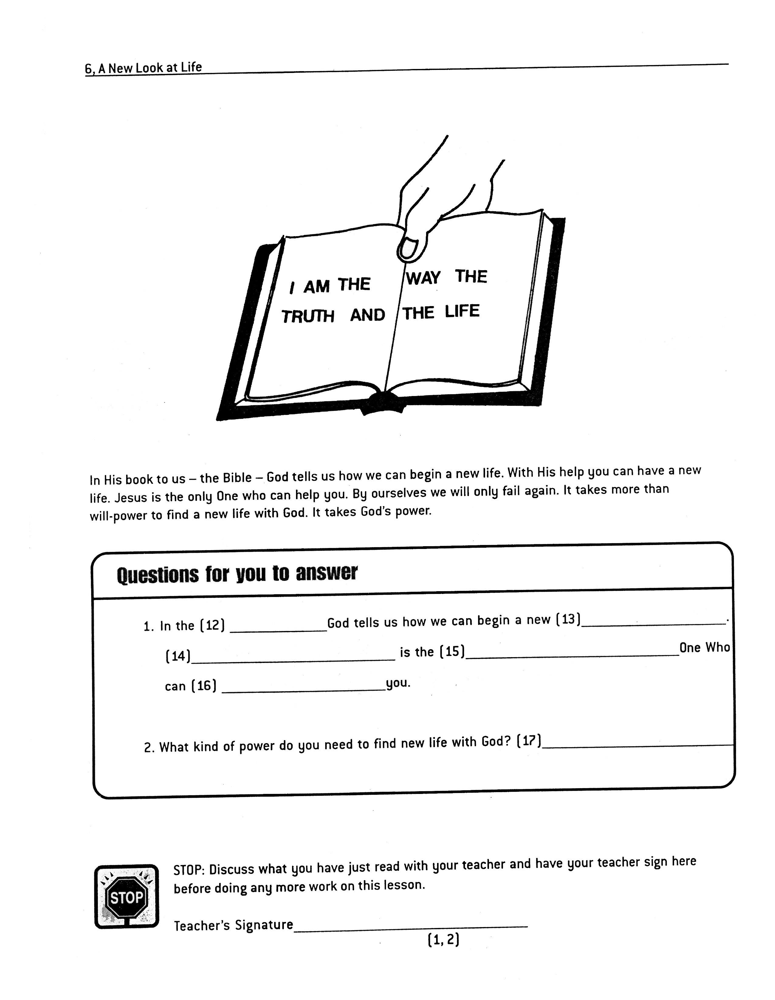 6, A New Look at Life
I AM THE WAY THE
TRUTH AND THE LIFE
In His book to us – the Bible – God tells us how we can begin a new life. With His help you can have a new
life. Jesus is the only One who can help you. By ourselves we will only fail again. It takes more than
will-power to find a new life with God. It takes God's power.
Questions for you to answer
1. In the (12) ____________God tells us how we can begin a new (13)__________________.
(14)_________________________ is the (15)__________________________One Who
can (16) ____________________you.
2. What kind of power do you need to find new life with God? (17)________________________
STOP: Discuss what you have just read with your teacher and have your teacher sign here
before doing any more work on this lesson.
STOP
Teacher's Signature_____________________________
(1, 2)